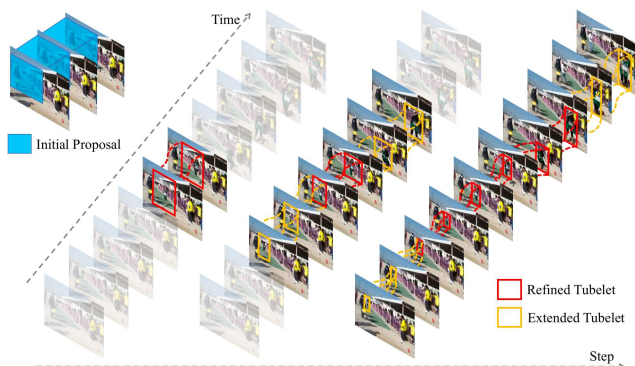 Time
Initial Proposal
Refined Tubelet
Extended Tubelet
Step